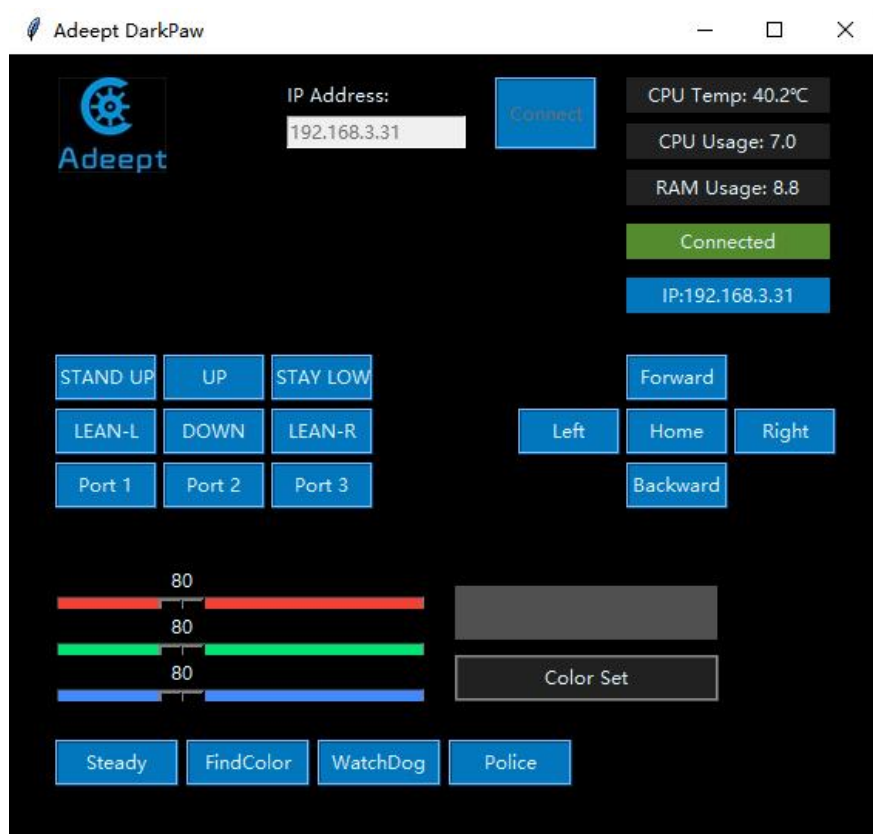 Adeept DarkPaw
Adeept
IP Address:
192.168.3.31
Connect
CPU Temp: 40.2℃
CPU Usage: 7.0
RAM Usage: 8.8
Connected
IP:192.168.3.31
STAND UP UP STAY LOW
Forward
LEAN-L DOWN LEAN-R
Left Home Right
Port 1 Port 2 Port 3
Backward
80
80
80
Color Set
Steady FindColor WatchDog Police